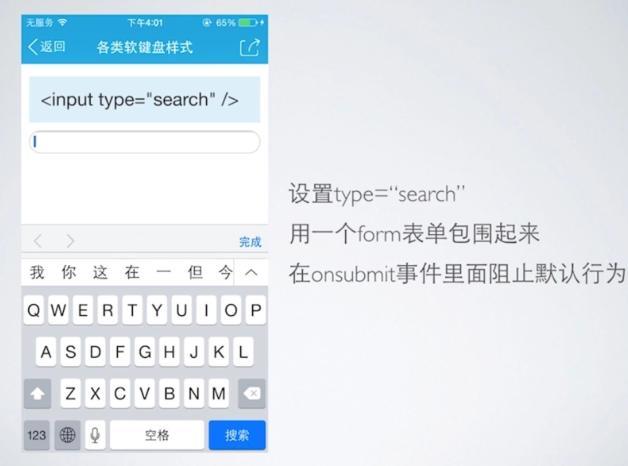 无服务 下午4:01 65%
返回 各类软键盘样式
<input type="search" />
设置type=“search”
用一个form表单包围起来
在onsubmit事件里面阻止默认行为
完成
我 你 这 在 一 但 今
Q W E R T Y U I O P
A S D F G H J K L
Z X C V B N M
123 空格 搜索